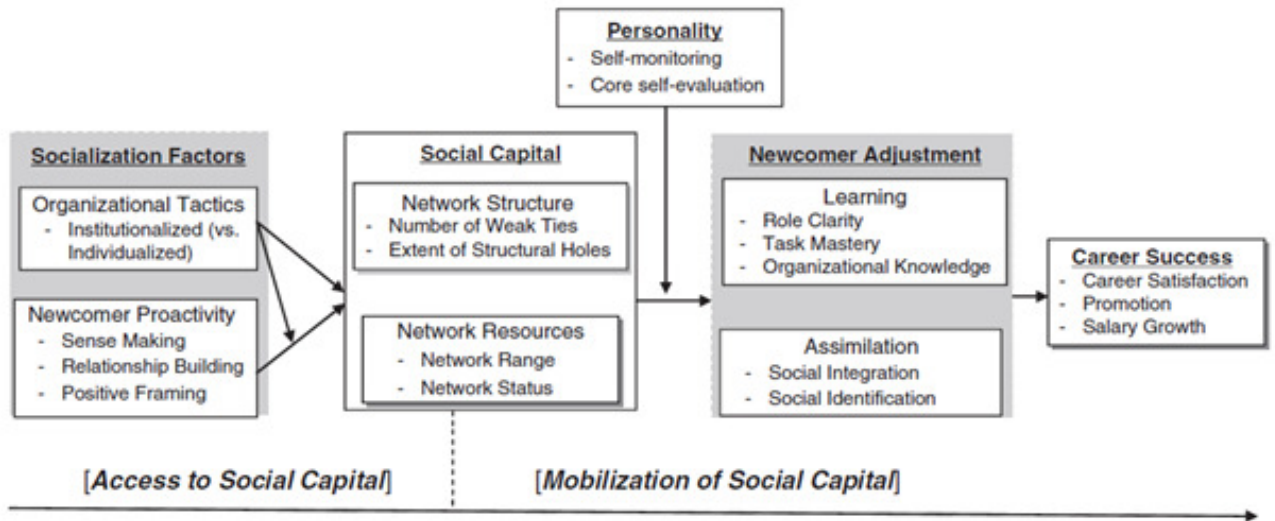 Personality
- Self-monitoring
- Core self-evaluation
Socialization Factors
Organizational Tactics
- Institutionalized (vs.
Individualized)
Newcomer Proactivity
- Sense Making
- Relationship Building
- Positive Framing
Social Capital
Network Structure
- Number of Weak Ties
- Extent of Structural Holes
Network Resources
- Network Range
- Network Status
Newcomer Adjustment
Learning
- Role Clarity
- Task Mastery
- Organizational Knowledge
Assimilation
- Social Integration
- Social Identification
Career Success
- Career Satisfaction
- Promotion
- Salary Growth
[Access to Social Capital]
[Mobilization of Social Capital]